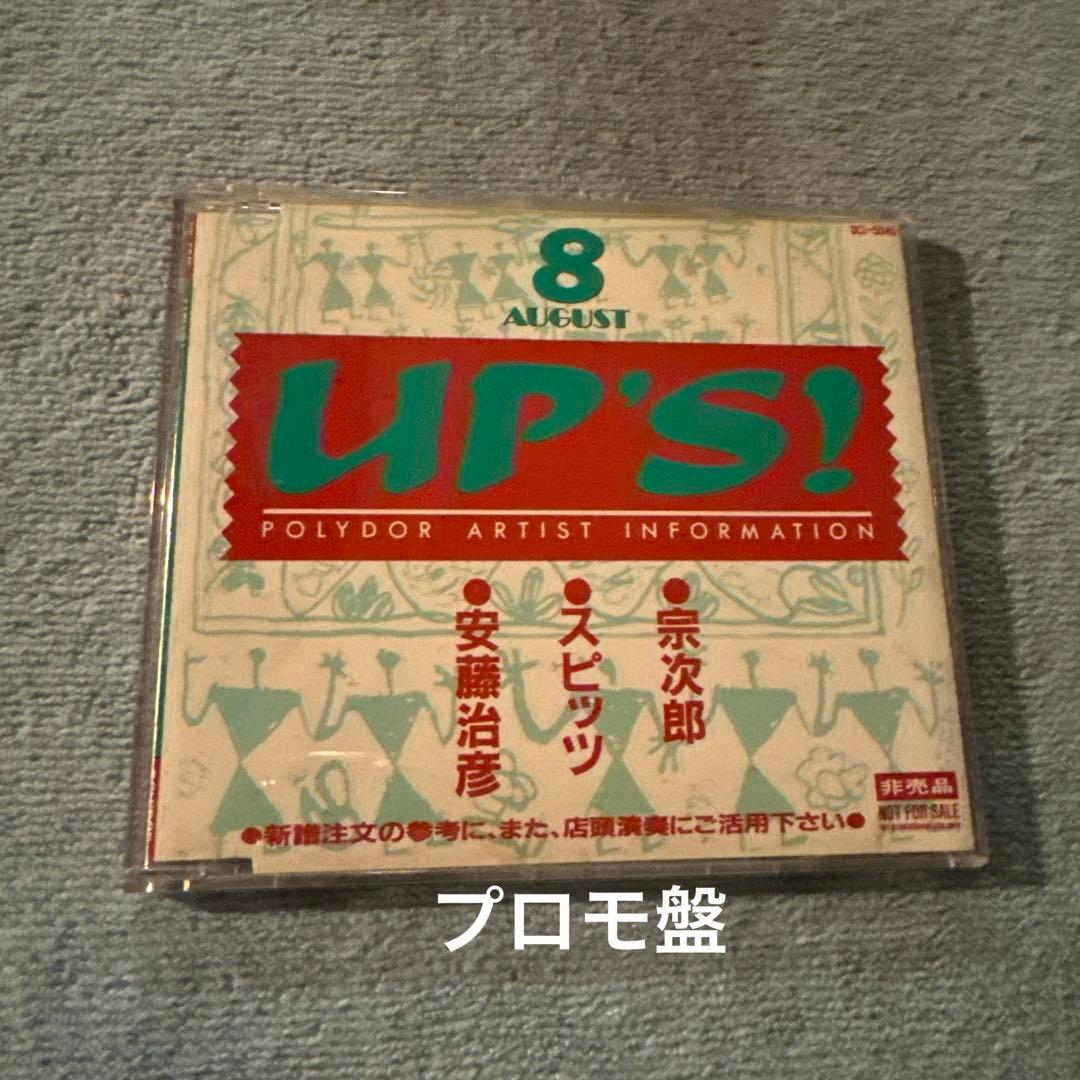 8
AUGUST
UP'S!
POLYDOR ARTIST INFORMATION
●宗次郎
●スピッツ
●安藤治彦
非売品
NOT FOR SALE
●新譜注文の参考に、また、店頭演奏にご活用下さい●
プロモ盤